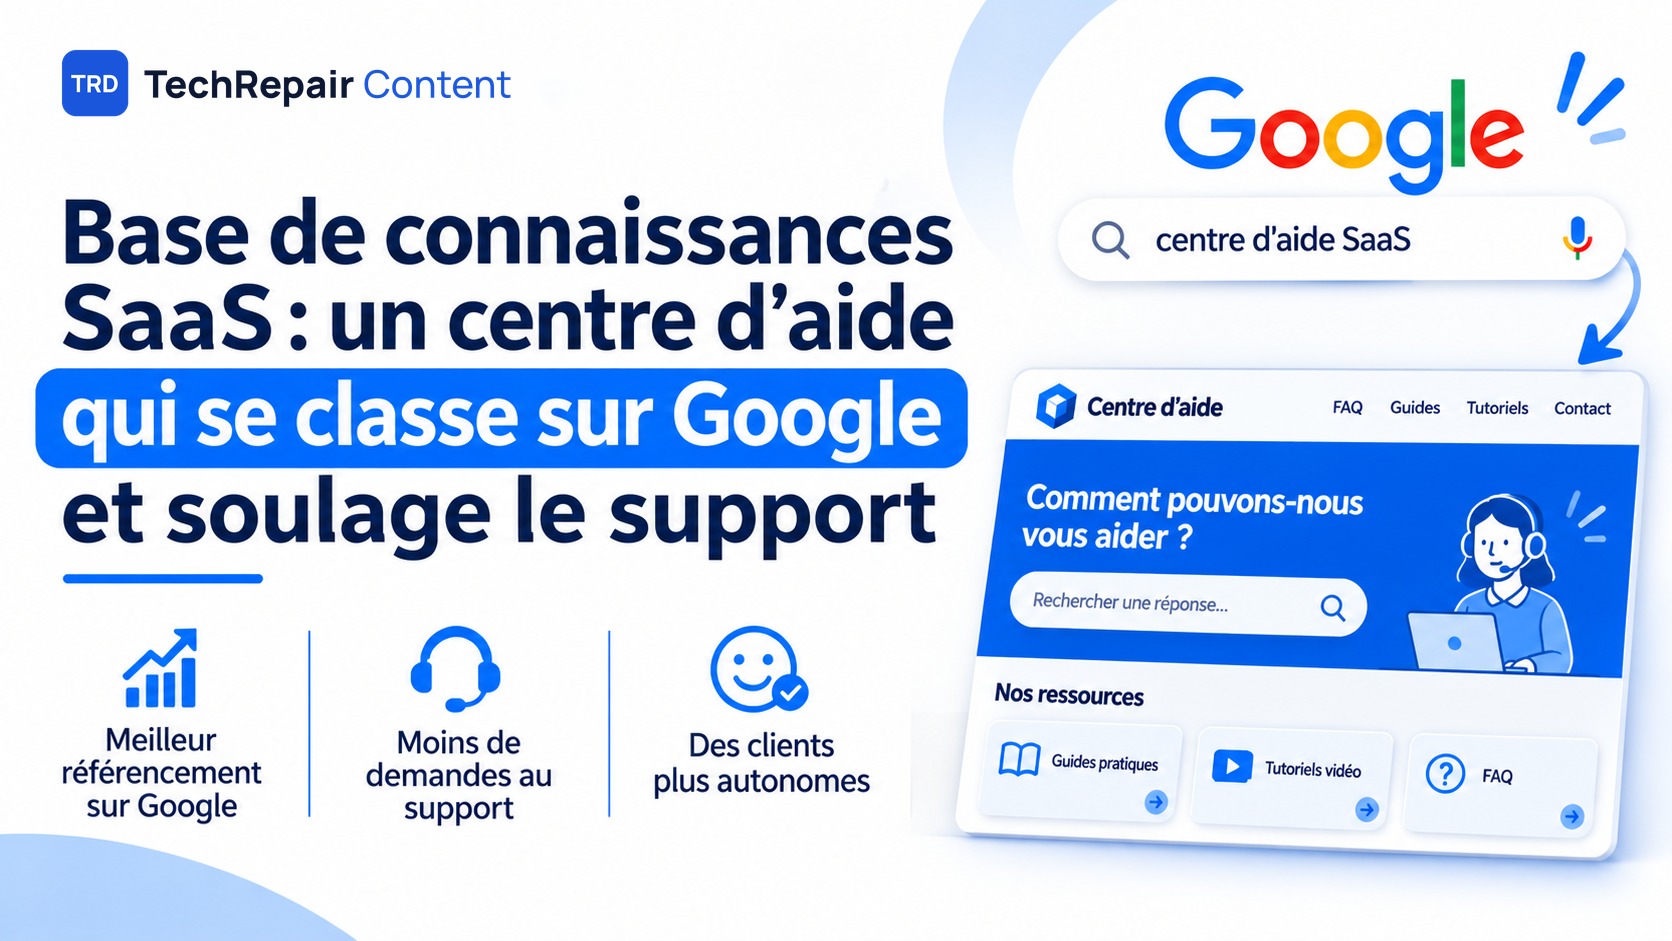 TRD TechRepair Content
Base de connaissances
SaaS : un centre d’aide
qui se classe sur Google
et soulage le support
Meilleur
référencement
sur Google
Moins de
demandes au
support
Des clients
plus autonomes
Google
centre d’aide SaaS
Centre d’aide FAQ Guides Tutoriels Contact
Comment pouvons-nous
vous aider ?
Rechercher une réponse...
Nos ressources
Guides pratiques
Tutoriels vidéo
FAQ